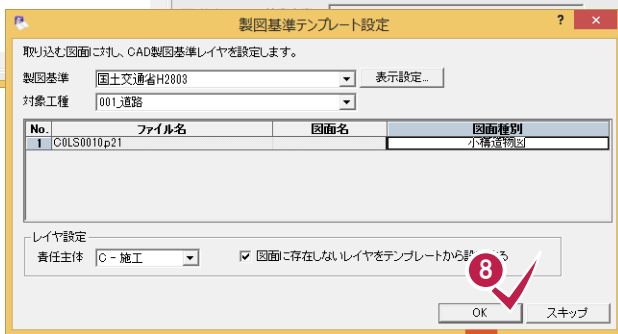 製図基準テンプレート設定
? ×
取り込む図面に対し、CAD製図基準レイヤを設定します。
製図基準 国土交通省H2803 表示設定...
対象工種 001_道路
No. ファイル名 図面名 図面種別
1 C0LS0010.p21 小構造物図
レイヤ設定
責任主体 C - 施工 図面に存在しないレイヤをテンプレートから
8
OK スキップ